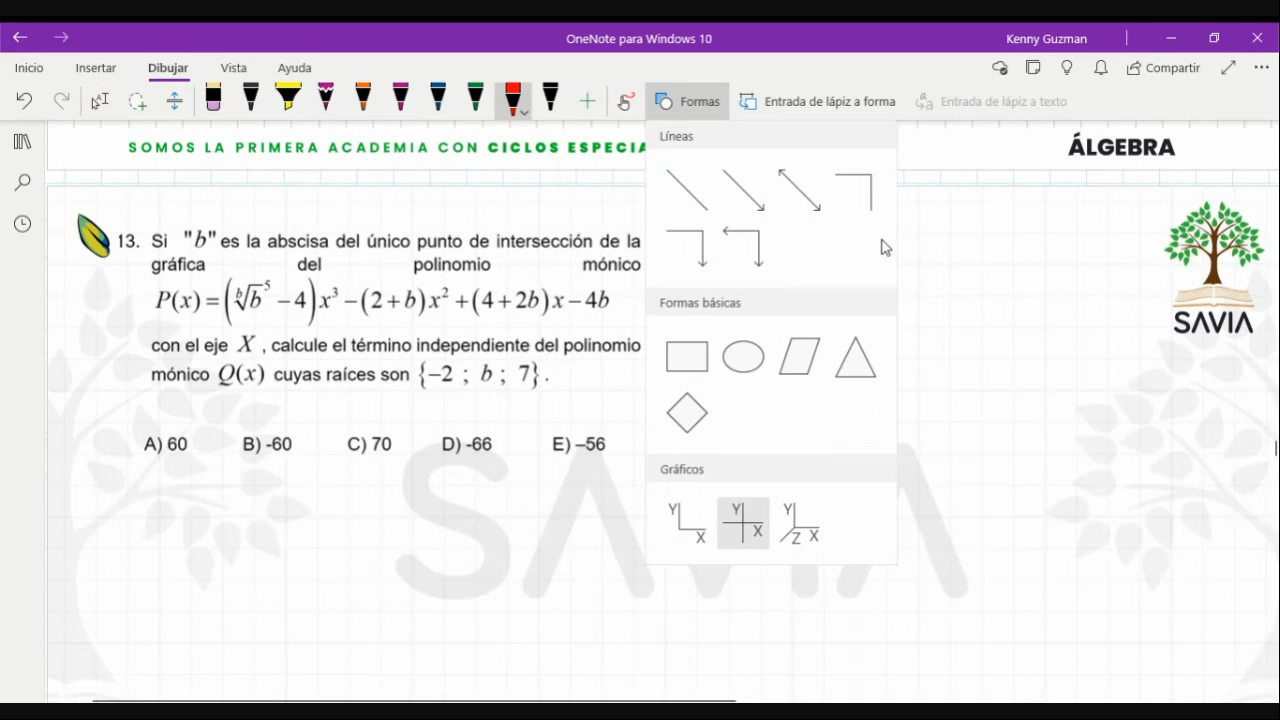 OneNote para Windows 10
Kenny Guzman
Inicio Insertar Dibujar Vista Ayuda
Compartir
Formas Entrada de lápiz a forma Entrada de lápiz a texto
SOMOS LA PRIMERA ACADEMIA CON CICLOS ESPECIA
ÁLGEBRA
SAVIA
13. Si "b" es la abscisa del único punto de intersección de la
gráfica del polinomio mónico
P(x) = (\sqrt[b]{b}^5 − 4)x³ − (2 + b)x² + (4 + 2b)x − 4b
con el eje X, calcule el término independiente del polinomio
mónico Q(x) cuyas raíces son {−2 ; b ; 7}.
A) 60 B) -60 C) 70 D) -66 E) –56
Líneas
Formas básicas
Gráficos
Y X
Y X
Y Z X
SAVIA